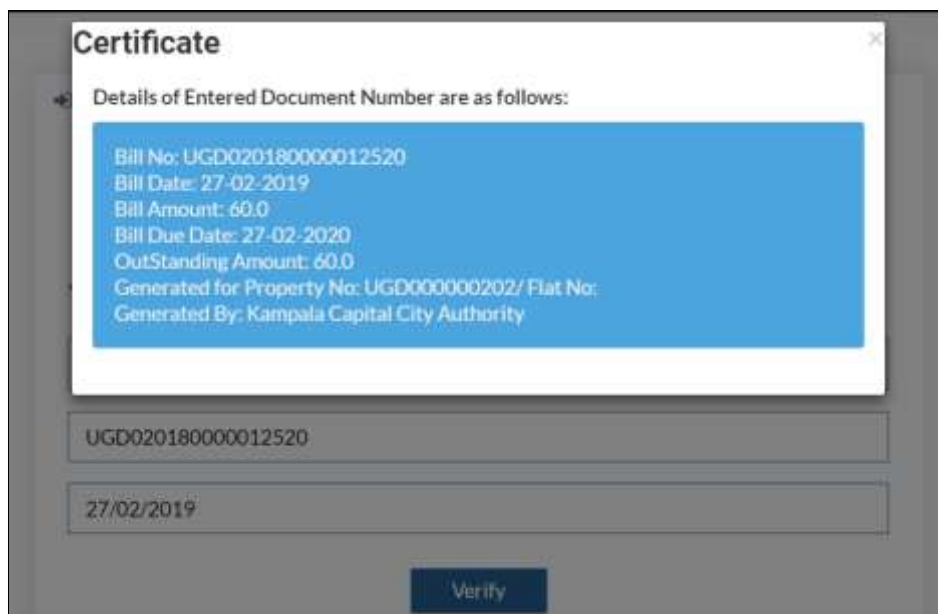 Certificate
×
Details of Entered Document Number are as follows:
Bill No: UGD020180000012520
Bill Date: 27-02-2019
Bill Amount: 60.0
Bill Due Date: 27-02-2020
OutStanding Amount: 60.0
Generated for Property No: UGD000000202/ Flat No:
Generated By: Kampala Capital City Authority
UGD020180000012520
27/02/2019
Verify